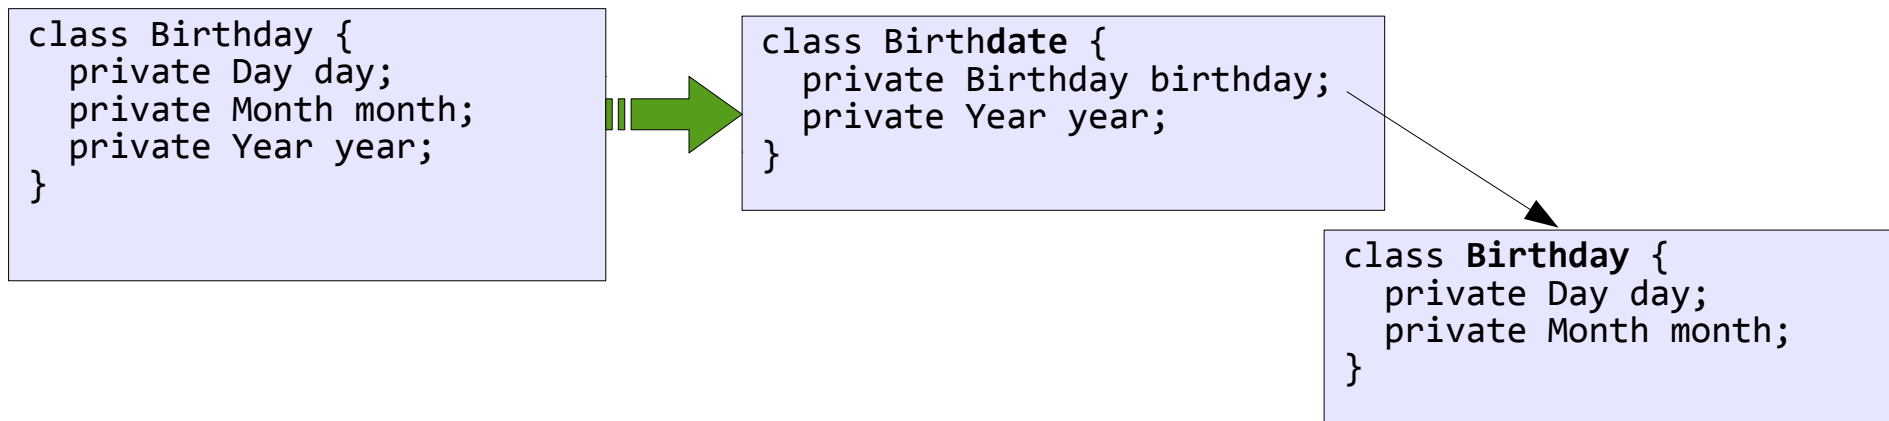 class Birthday {
  private Day day;
  private Month month;
  private Year year;
}
class Birthdate {
  private Birthday birthday;
  private Year year;
}
class Birthday {
  private Day day;
  private Month month;
}